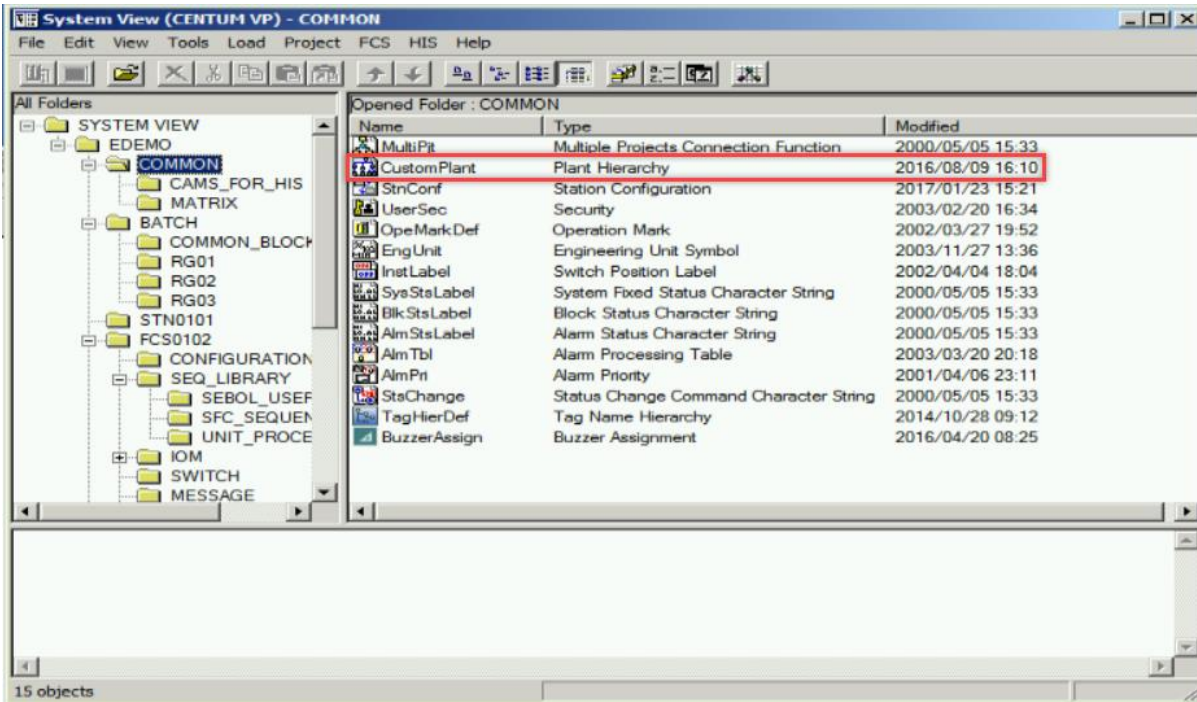 System View (CENTUM VP) - COMMON
File Edit View Tools Load Project FCS HIS Help
All Folders
SYSTEM VIEW
EDEMO
COMMON
CAMS_FOR_HIS
MATRIX
BATCH
COMMON_BLOCK
RG01
RG02
RG03
STN0101
FCS0102
CONFIGURATION
SEQ_LIBRARY
SEBOL_USER
SFC_SEQUEN
UNIT_PROCE
IOM
SWITCH
MESSAGE
Opened Folder : COMMON
Name Type Modified
MultiPjt Multiple Projects Connection Function 2000/05/05 15:33
CustomPlant Plant Hierarchy 2016/08/09 16:10
StnConf Station Configuration 2017/01/23 15:21
UserSec Security 2003/02/20 16:34
OpeMarkDef Operation Mark 2002/03/27 19:52
EngUnit Engineering Unit Symbol 2003/11/27 13:36
InstLabel Switch Position Label 2002/04/04 18:04
SysStsLabel System Fixed Status Character String 2000/05/05 15:33
BlkStsLabel Block Status Character String 2000/05/05 15:33
AlmStsLabel Alarm Status Character String 2000/05/05 15:33
AlmTbl Alarm Processing Table 2003/03/20 20:18
AlmPri Alarm Priority 2001/04/06 23:11
StsChange Status Change Command Character String 2000/05/05 15:33
TagHierDef Tag Name Hierarchy 2014/10/28 09:12
BuzzerAssign Buzzer Assignment 2016/04/20 08:25
15 objects